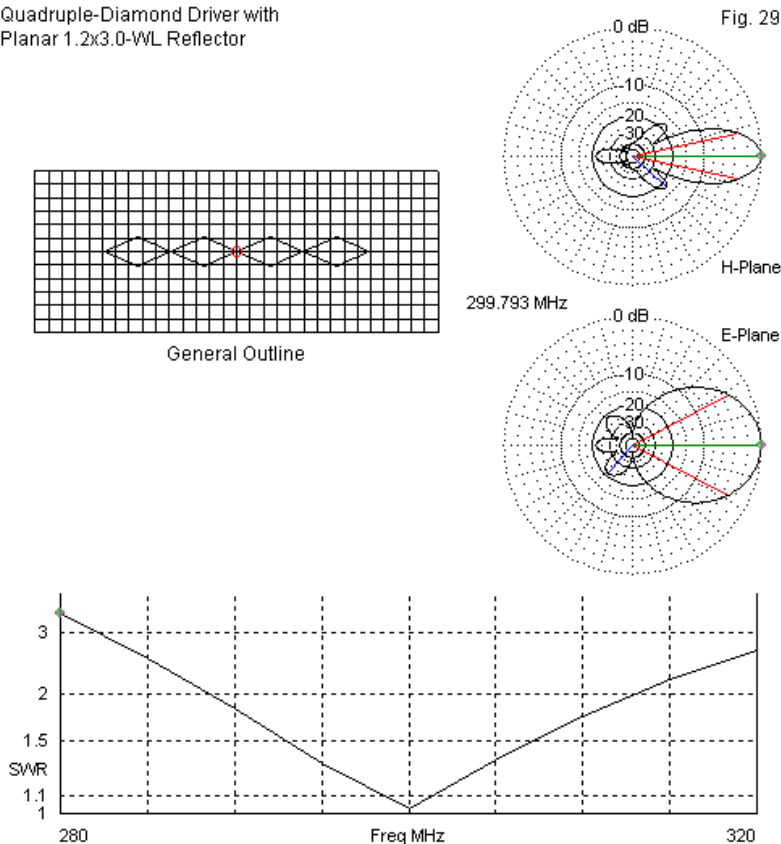 Quadruple-Diamond Driver with
Planar 1.2x3.0-WL Reflector
Fig. 29
0 dB
-10
-20
-30
H-Plane
General Outline
299.793 MHz
0 dB
E-Plane
-10
-20
-30
3
2
1.5
SWR
1.1
1
280
Freq MHz
320